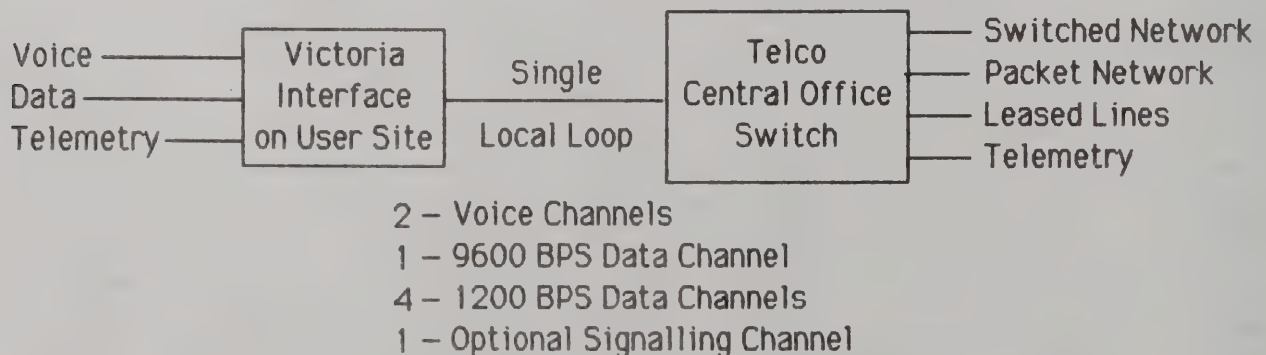 Voice
Data
Telemetry
Victoria
Interface
on User Site
Single
Local Loop
Telco
Central Office
Switch
Switched Network
Packet Network
Leased Lines
Telemetry
2 – Voice Channels
1 – 9600 BPS Data Channel
4 – 1200 BPS Data Channels
1 – Optional Signalling Channel